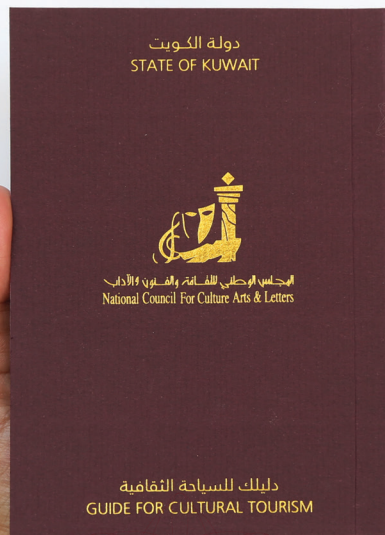 دولة الكويت
STATE OF KUWAIT
المجلس الوطني للثقافة والفنون والآداب
National Council For Culture Arts & Letters
دليلك للسياحة الثقافية
GUIDE FOR CULTURAL TOURISM